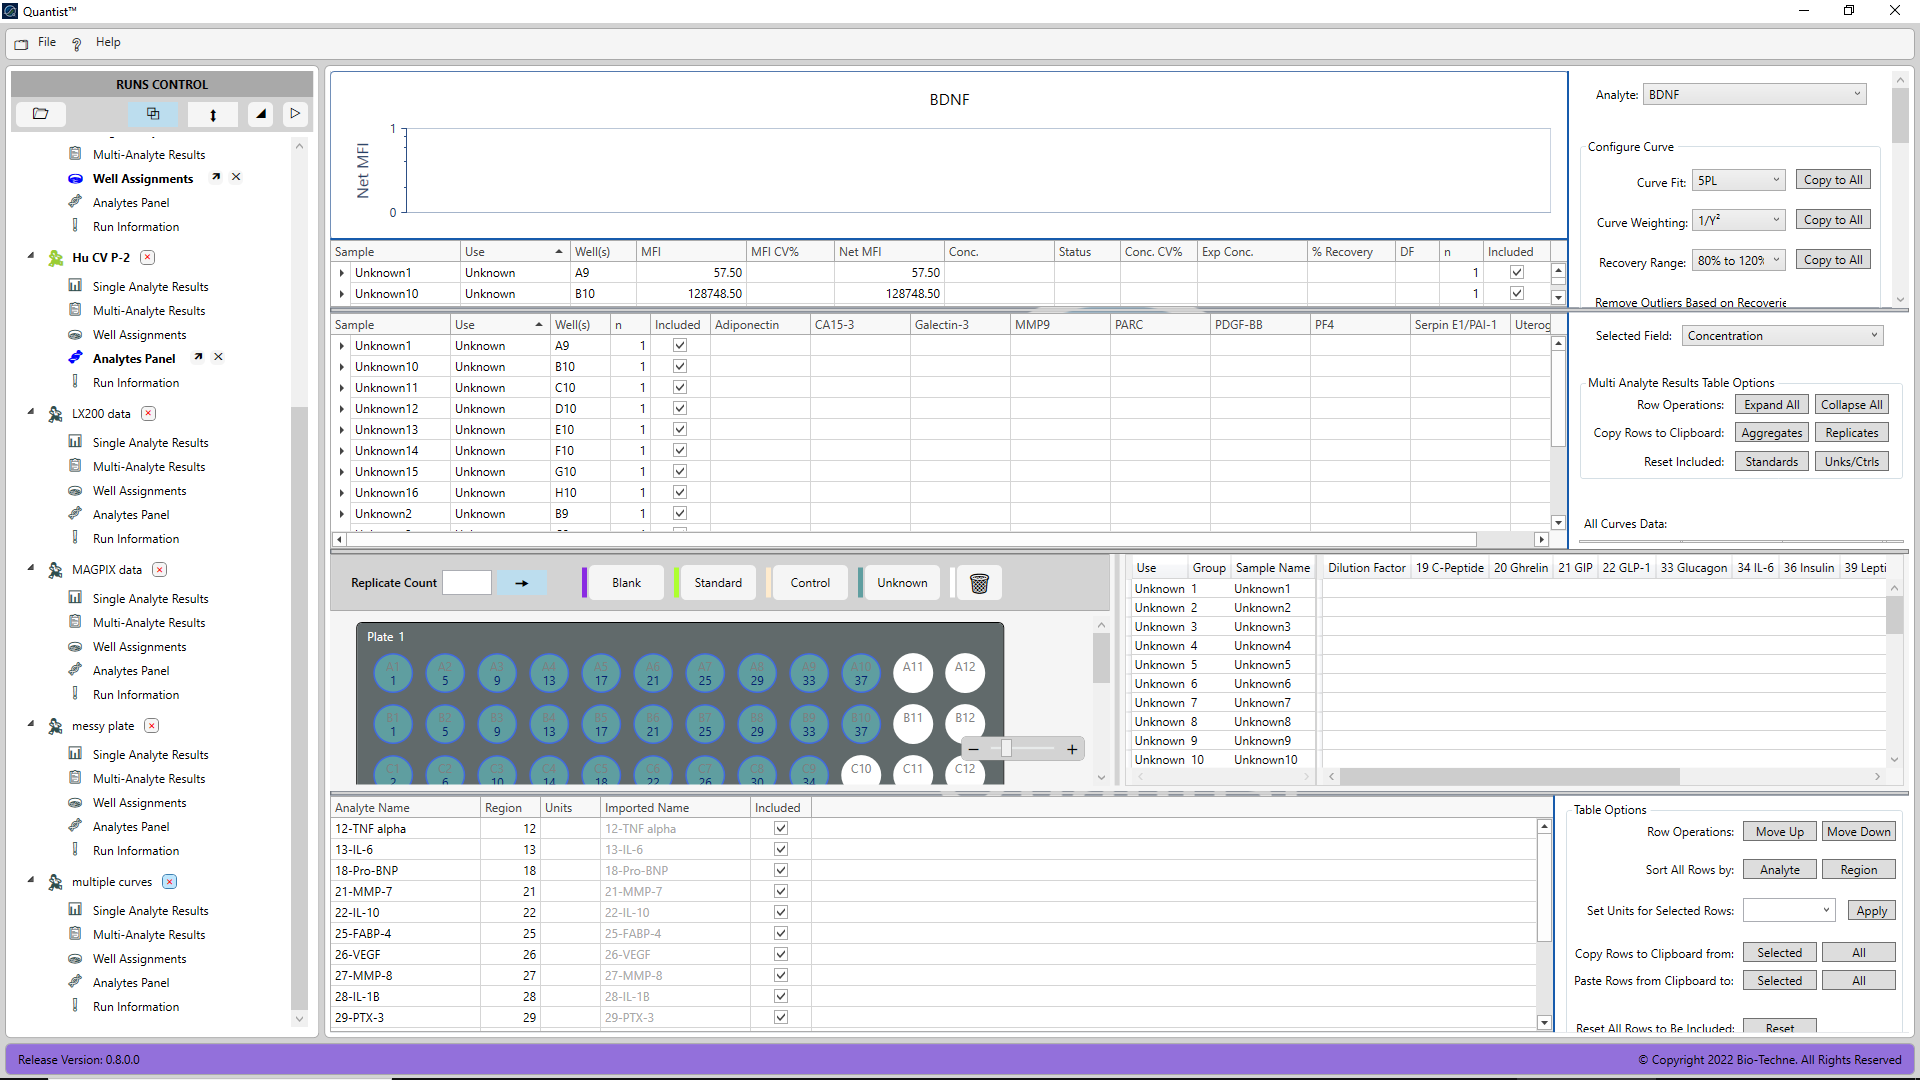 Quantist™
File Help
RUNS CONTROL
Multi-Analyte Results
Well Assignments
Analytes Panel
Run Information
Hu CV P-2
Single Analyte Results
Multi-Analyte Results
Well Assignments
Analytes Panel
Run Information
LX200 data
Single Analyte Results
Multi-Analyte Results
Well Assignments
Analytes Panel
Run Information
MAGPIX data
Single Analyte Results
Multi-Analyte Results
Well Assignments
Analytes Panel
Run Information
messy plate
Single Analyte Results
Multi-Analyte Results
Well Assignments
Analytes Panel
Run Information
multiple curves
Single Analyte Results
Multi-Analyte Results
Well Assignments
Analytes Panel
Run Information
BDNF
Net MFI
1
0
Sample Use Well(s) MFI MFI CV% Net MFI Conc. Status Conc. CV% Exp Conc. % Recovery DF n Included
Unknown1 Unknown A9 57.50 57.50 1
Unknown10 Unknown B10 128748.50 128748.50 1
Analyte: BDNF
Configure Curve
Curve Fit: 5PL Copy to All
Curve Weighting: 1/Y² Copy to All
Recovery Range: 80% to 120% Copy to All
Remove Outliers Based on Recoverie
Sample Use Well(s) n Included Adiponectin CA15-3 Galectin-3 MMP9 PARC PDGF-BB PF4 Serpin E1/PAI-1 Uterog
Unknown1 Unknown A9 1
Unknown10 Unknown B10 1
Unknown11 Unknown C10 1
Unknown12 Unknown D10 1
Unknown13 Unknown E10 1
Unknown14 Unknown F10 1
Unknown15 Unknown G10 1
Unknown16 Unknown H10 1
Unknown2 Unknown B9 1
Selected Field: Concentration
Multi Analyte Results Table Options
Row Operations: Expand All Collapse All
Copy Rows to Clipboard: Aggregates Replicates
Reset Included: Standards Unks/Ctrls
All Curves Data:
Replicate Count Blank Standard Control Unknown
Plate 1
A1 A2 A3 A4 A5 A6 A7 A8 A9 A10 A11 A12
1 5 9 13 17 21 25 29 33 37
B1 B2 B3 B4 B5 B6 B7 B8 B9 B10 B11 B12
1 5 9 13 17 21 25 29 33 37
C1 C2 C3 C4 C5 C6 C7 C8 C9 C10 C11 C12
2 6 10 14 18 22 26 30 34
Use Group Sample Name Dilution Factor 19 C-Peptide 20 Ghrelin 21 GIP 22 GLP-1 33 Glucagon 34 IL-6 36 Insulin 39 Lepti
Unknown 1 Unknown1
Unknown 2 Unknown2
Unknown 3 Unknown3
Unknown 4 Unknown4
Unknown 5 Unknown5
Unknown 6 Unknown6
Unknown 7 Unknown7
Unknown 8 Unknown8
Unknown 9 Unknown9
Unknown 10 Unknown10
Analyte Name Region Units Imported Name Included
12-TNF alpha 12 12-TNF alpha
13-IL-6 13 13-IL-6
18-Pro-BNP 18 18-Pro-BNP
21-MMP-7 21 21-MMP-7
22-IL-10 22 22-IL-10
25-FABP-4 25 25-FABP-4
26-VEGF 26 26-VEGF
27-MMP-8 27 27-MMP-8
28-IL-1B 28 28-IL-1B
29-PTX-3 29 29-PTX-3
Table Options
Row Operations: Move Up Move Down
Sort All Rows by: Analyte Region
Set Units for Selected Rows: Apply
Copy Rows to Clipboard from: Selected All
Paste Rows from Clipboard to: Selected All
Reset All Rows to Be Included: Reset
Release Version: 0.8.0.0
© Copyright 2022 Bio-Techne. All Rights Reserved